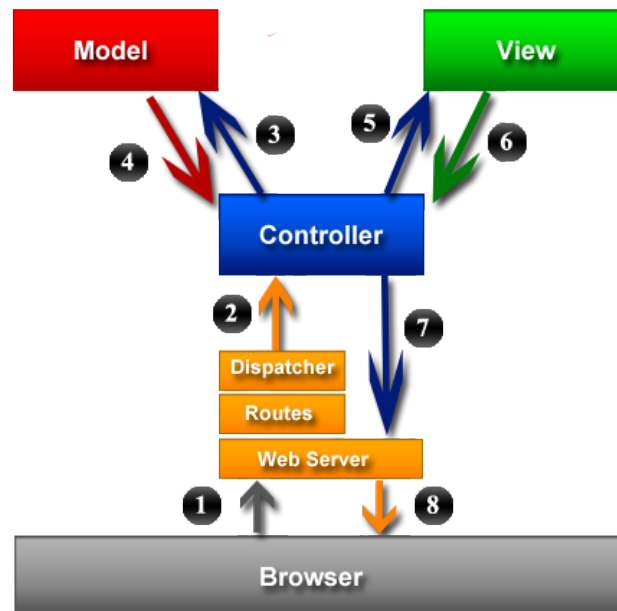 Model
View
3
5
4
6
Controller
2
7
Dispatcher
Routes
Web Server
1
8
Browser